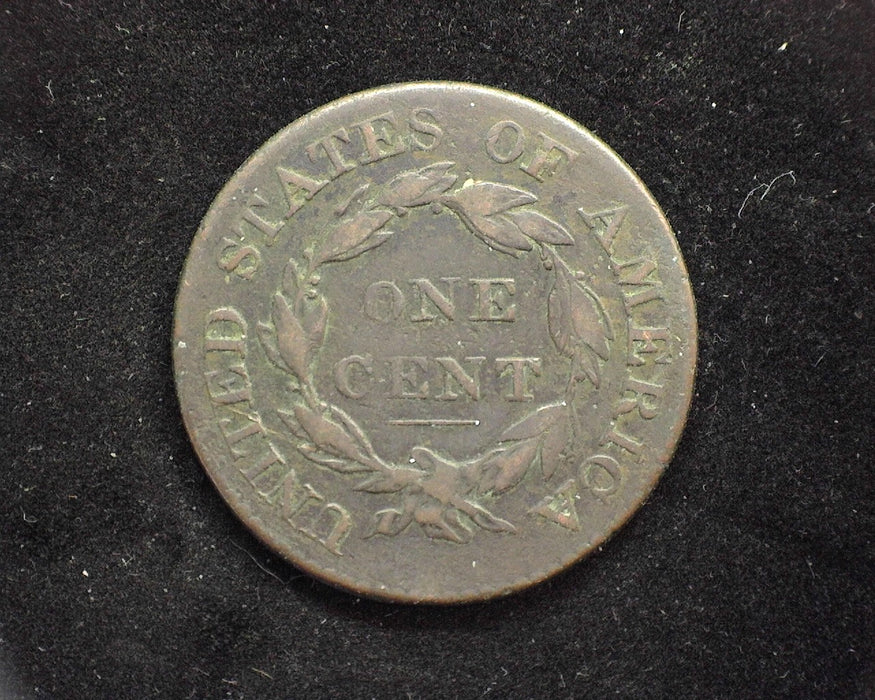 UNITED STATES OF AMERICA
ONE
CENT